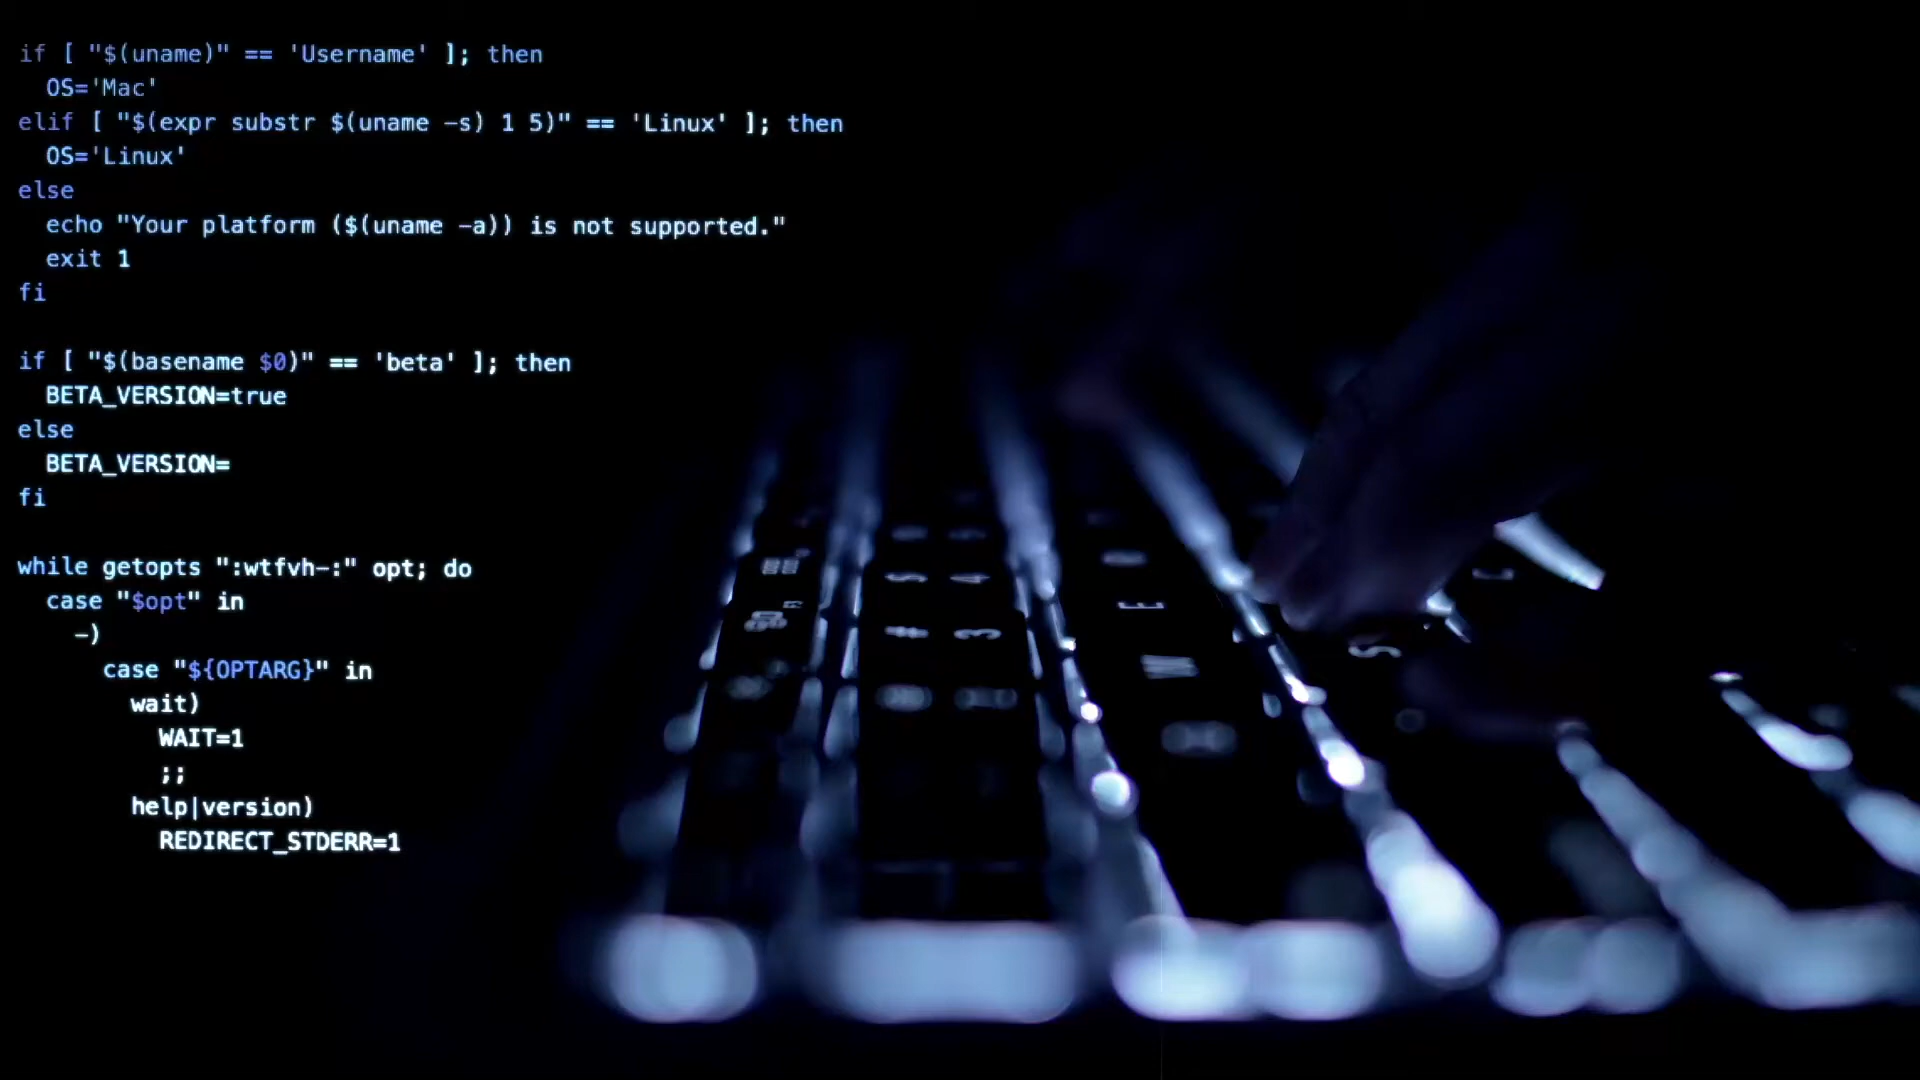 if [ "$(uname)" == 'Username' ]; then
  OS='Mac'
elif [ "$(expr substr $(uname -s) 1 5)" == 'Linux' ]; then
  OS='Linux'
else
  echo "Your platform ($(uname -a)) is not supported."
  exit 1
fi

if [ "$(basename $0)" == 'beta' ]; then
  BETA_VERSION=true
else
  BETA_VERSION=
fi

while getopts ":wtfvh-:" opt; do
  case "$opt" in
    -)
      case "${OPTARG}" in
        wait)
          WAIT=1
          ;;
        help|version)
          REDIRECT_STDERR=1
$ 4
E
# 3
S